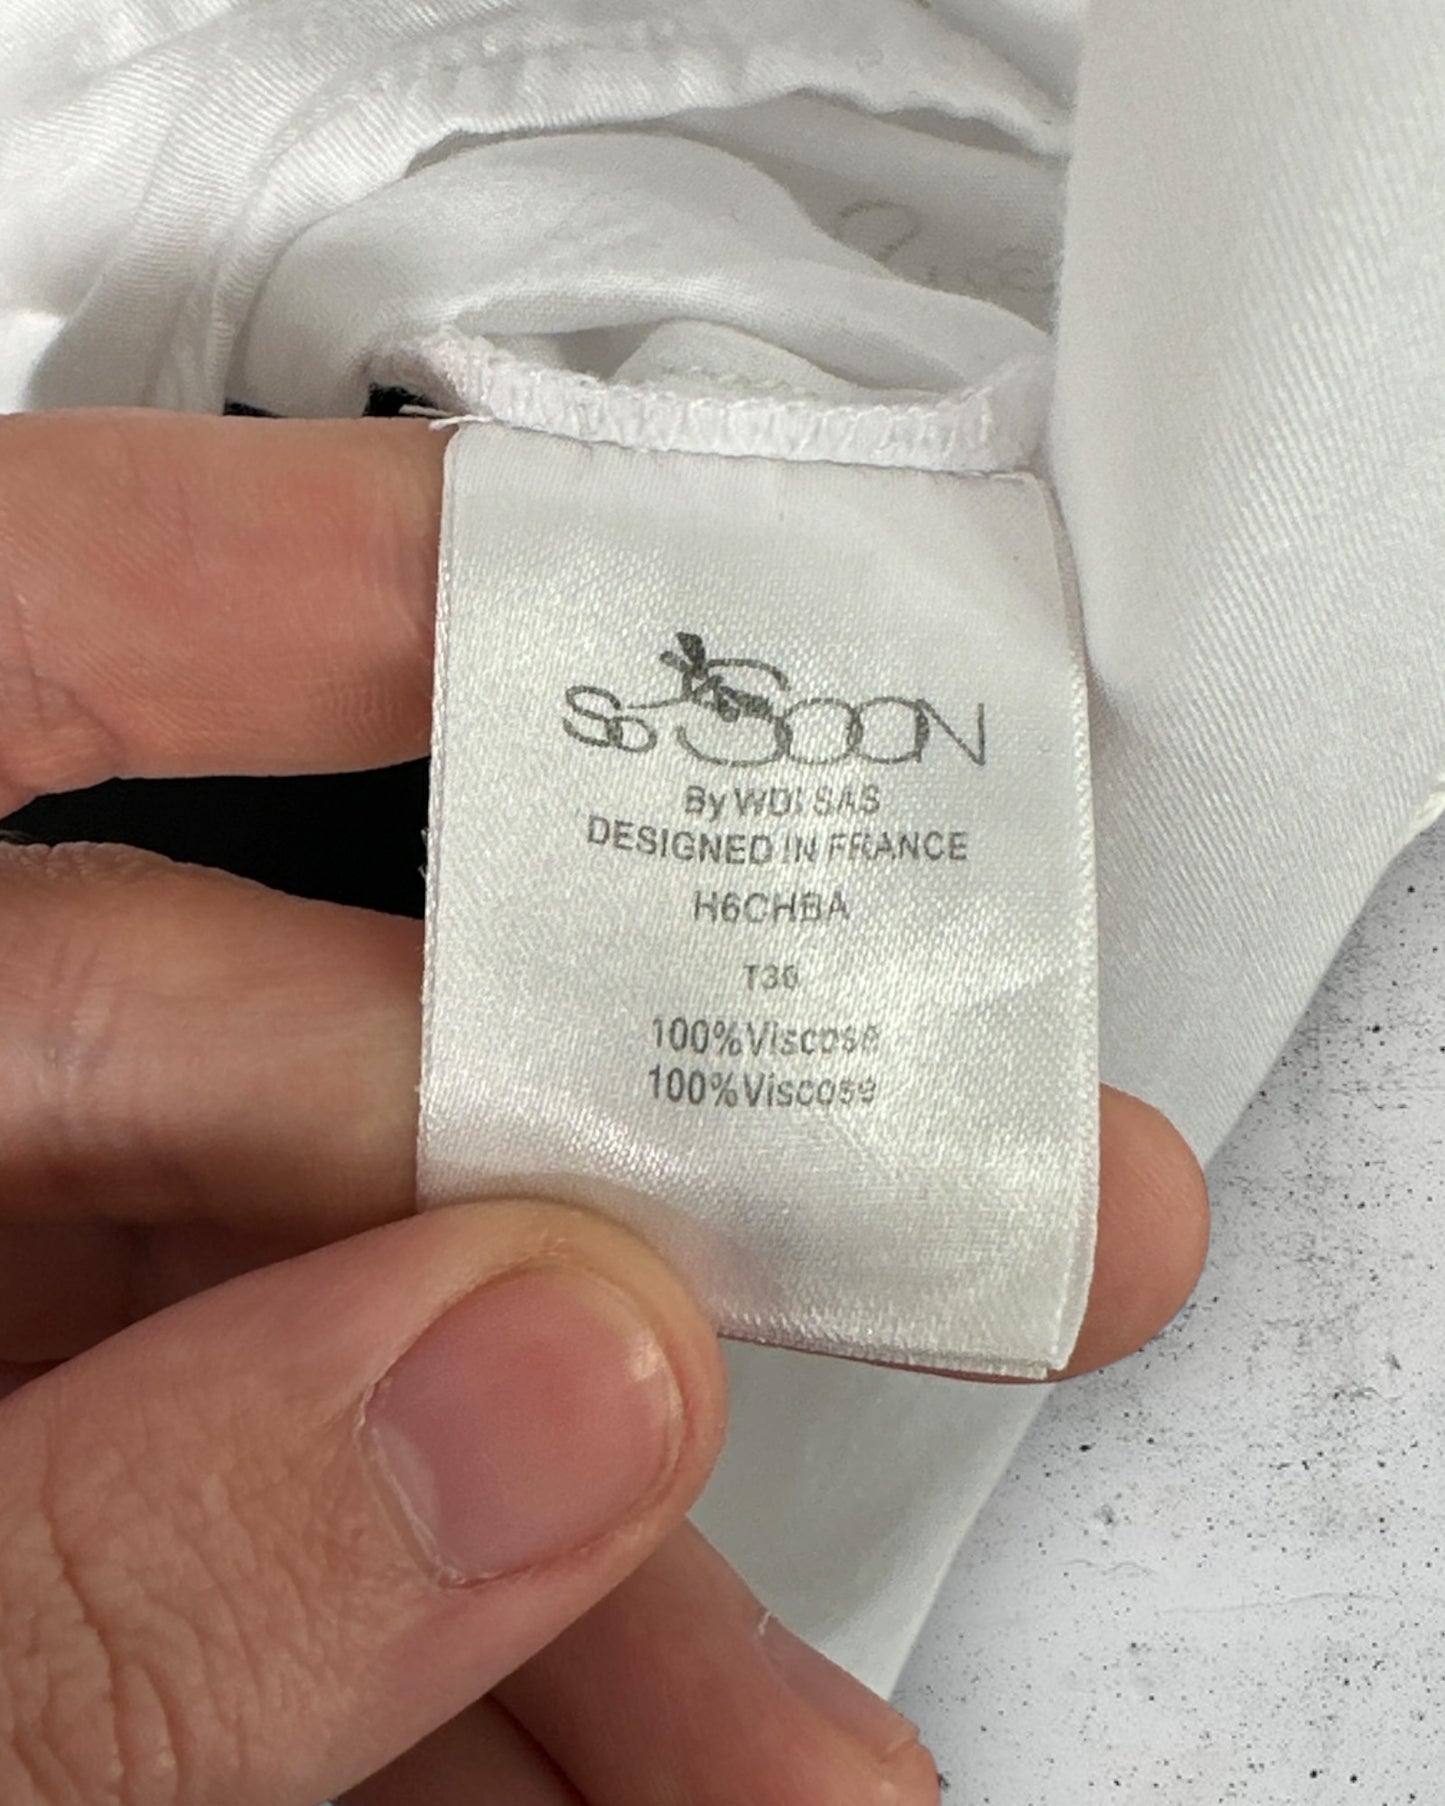 So Soon
By WDI SAS
DESIGNED IN FRANCE
H6CHBA
T36
100%Viscose
100%Viscose